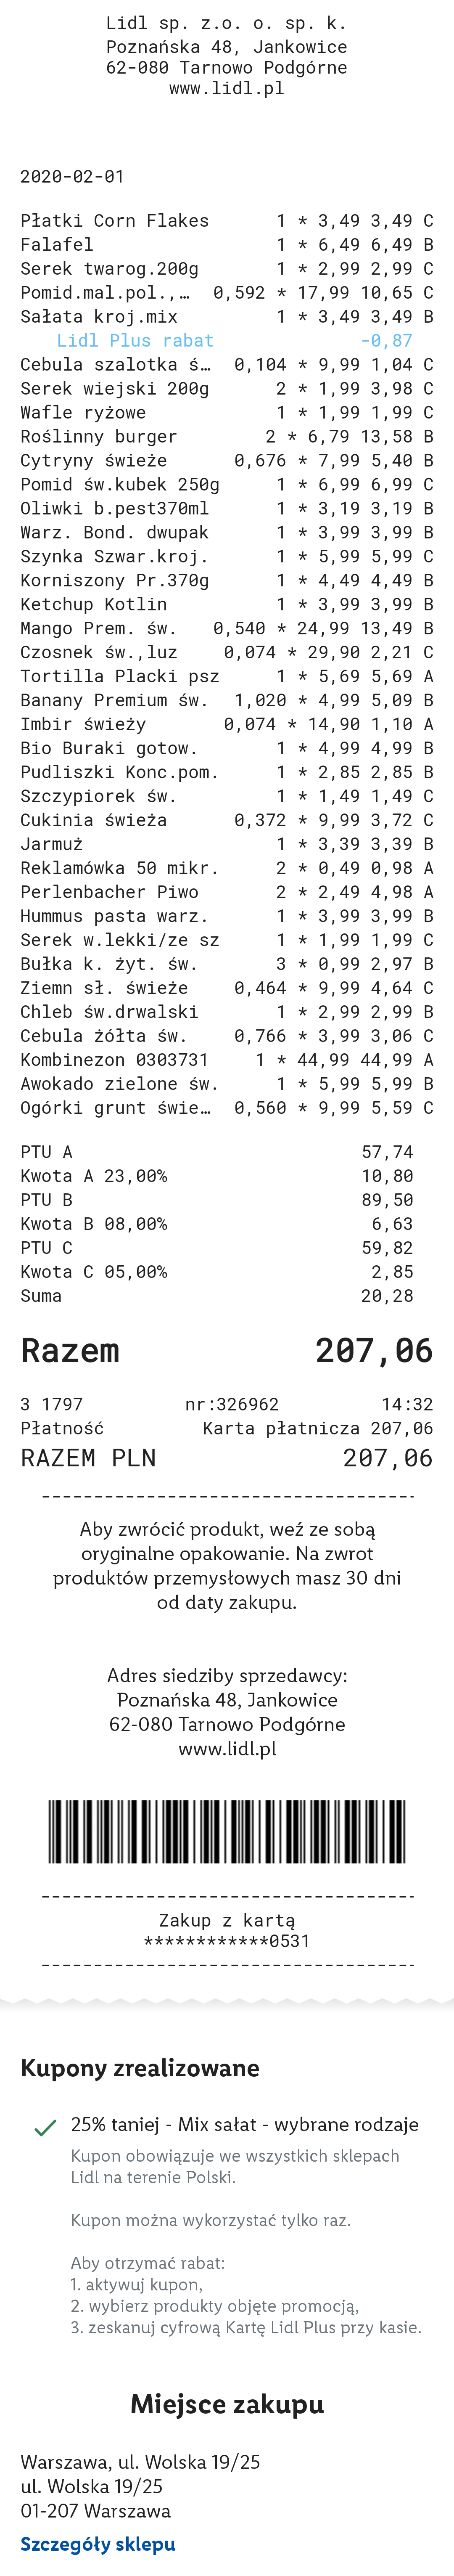 Lidl sp. z.o. o. sp. k.
Poznańska 48, Jankowice
62-080 Tarnowo Podgórne
www.lidl.pl
2020-02-01
Płatki Corn Flakes 1 * 3,49 3,49 C
Falafel 1 * 6,49 6,49 B
Serek twarog.200g 1 * 2,99 2,99 C
Pomid.mal.pol.,… 0,592 * 17,99 10,65 C
Sałata kroj.mix 1 * 3,49 3,49 B
Lidl Plus rabat -0,87
Cebula szalotka ś… 0,104 * 9,99 1,04 C
Serek wiejski 200g 2 * 1,99 3,98 C
Wafle ryżowe 1 * 1,99 1,99 C
Roślinny burger 2 * 6,79 13,58 B
Cytryny świeże 0,676 * 7,99 5,40 B
Pomid św.kubek 250g 1 * 6,99 6,99 C
Oliwki b.pest370ml 1 * 3,19 3,19 B
Warz. Bond. dwupak 1 * 3,99 3,99 B
Szynka Szwar.kroj. 1 * 5,99 5,99 C
Korniszony Pr.370g 1 * 4,49 4,49 B
Ketchup Kotlin 1 * 3,99 3,99 B
Mango Prem. św. 0,540 * 24,99 13,49 B
Czosnek św.,luz 0,074 * 29,90 2,21 C
Tortilla Placki psz 1 * 5,69 5,69 A
Banany Premium św. 1,020 * 4,99 5,09 B
Imbir świeży 0,074 * 14,90 1,10 A
Bio Buraki gotow. 1 * 4,99 4,99 B
Pudliszki Konc.pom. 1 * 2,85 2,85 B
Szczypiorek św. 1 * 1,49 1,49 C
Cukinia świeża 0,372 * 9,99 3,72 C
Jarmuż 1 * 3,39 3,39 B
Reklamówka 50 mikr. 2 * 0,49 0,98 A
Perlenbacher Piwo 2 * 2,49 4,98 A
Hummus pasta warz. 1 * 3,99 3,99 B
Serek w.lekki/ze sz 1 * 1,99 1,99 C
Bułka k. żyt. św. 3 * 0,99 2,97 B
Ziemn sł. świeże 0,464 * 9,99 4,64 C
Chleb św.drwalski 1 * 2,99 2,99 B
Cebula żółta św. 0,766 * 3,99 3,06 C
Kombinezon 0303731 1 * 44,99 44,99 A
Awokado zielone św. 1 * 5,99 5,99 B
Ogórki grunt świe… 0,560 * 9,99 5,59 C
PTU A 57,74
Kwota A 23,00% 10,80
PTU B 89,50
Kwota B 08,00% 6,63
PTU C 59,82
Kwota C 05,00% 2,85
Suma 20,28
Razem 207,06
3 1797 nr:326962 14:32
Płatność Karta płatnicza 207,06
RAZEM PLN 207,06
Aby zwrócić produkt, weź ze sobą
oryginalne opakowanie. Na zwrot
produktów przemysłowych masz 30 dni
od daty zakupu.
Adres siedziby sprzedawcy:
Poznańska 48, Jankowice
62-080 Tarnowo Podgórne
www.lidl.pl
Zakup z kartą
************0531
Kupony zrealizowane
25% taniej - Mix sałat - wybrane rodzaje
Kupon obowiązuje we wszystkich sklepach
Lidl na terenie Polski.
Kupon można wykorzystać tylko raz.
Aby otrzymać rabat:
1. aktywuj kupon,
2. wybierz produkty objęte promocją,
3. zeskanuj cyfrową Kartę Lidl Plus przy kasie.
Miejsce zakupu
Warszawa, ul. Wolska 19/25
ul. Wolska 19/25
01-207 Warszawa
Szczegóły sklepu